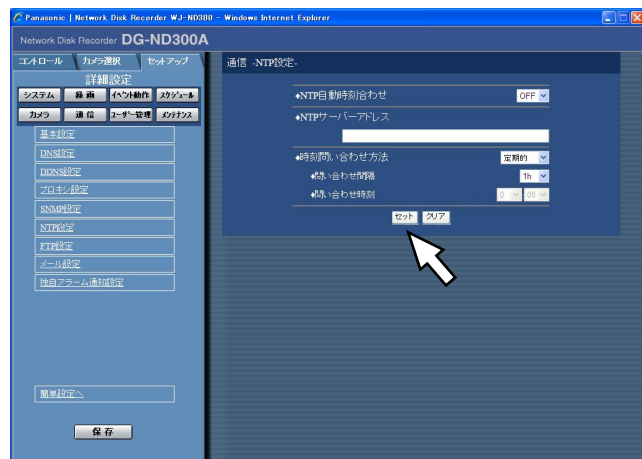 Panasonic | Network Disk Recorder WJ-ND300 - Windows Internet Explorer
Network Disk Recorder DG-ND300A
コントロール カメラ選択 セットアップ
詳細設定
システム 録画 イベント動作 スケジュール
カメラ 通信 ユーザー管理 メンテナンス
基本設定
DNS設定
DDNS設定
プロキシ設定
SNMP設定
NTP設定
FTP設定
メール設定
独自アラーム通知設定
簡単設定へ
保存
通信 -NTP設定-
◆NTP自動時刻合わせ OFF
◆NTPサーバーアドレス
◆時刻問い合わせ方法 定期的
◆問い合わせ間隔 1h
◆問い合わせ時刻 0 : 00
セット クリア